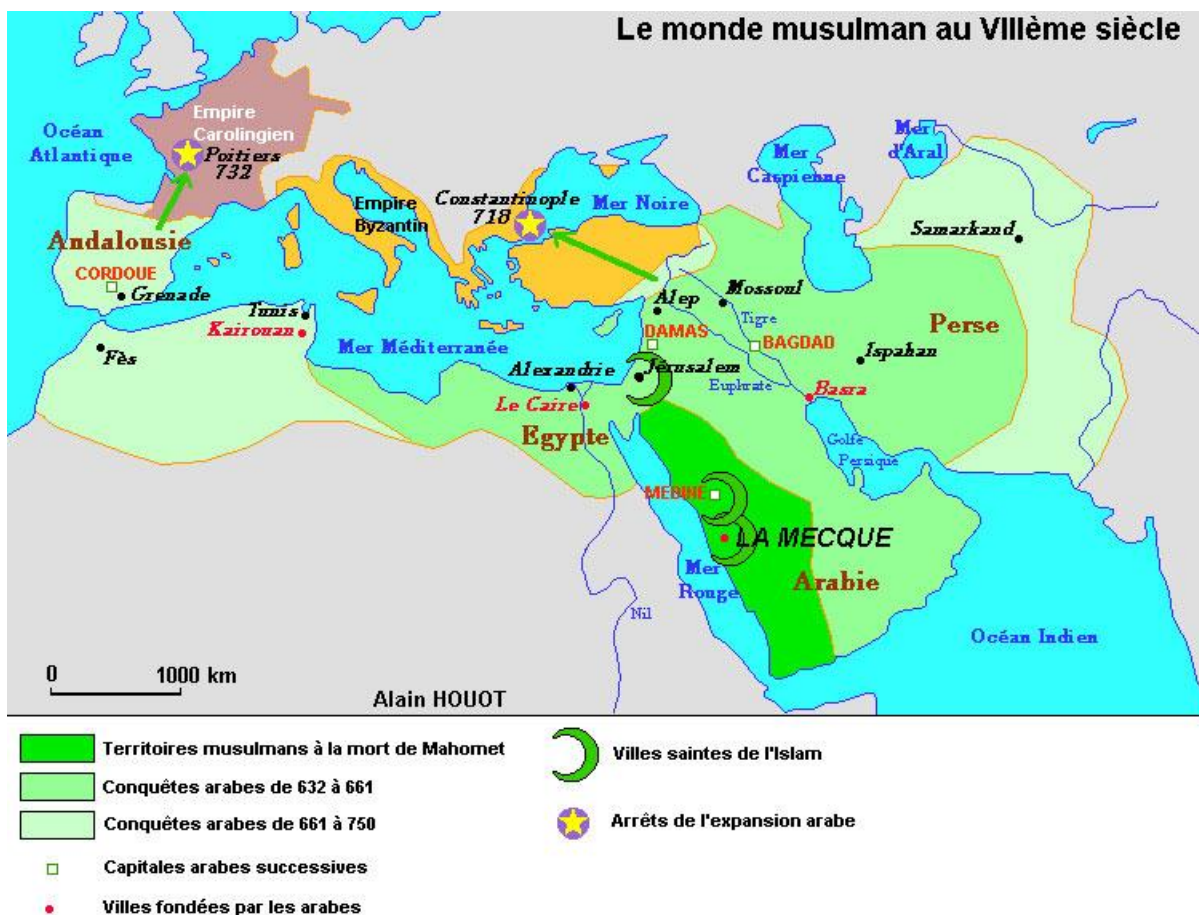 Le monde musulman au VIIIème siècle
Empire
Carolingien
Poitiers
732
Océan
Atlantique
Mer
d'Aral
Mer
Caspienne
Constantinople
718
Mer Noire
Empire
Byzantin
Samarkand
Andalousie
CORDOUE
Grenade
Tunis
Kairouan
Fès
Mer Méditerranée
Alep
Mossoul
Tigre
DAMAS
BAGDAD
Perse
Ispahan
Jérusalem
Euphrate
Basra
Alexandrie
Le Caire
Egypte
Golfe
Persique
MEDINE
LA MECQUE
Mer
Rouge
Arabie
Nil
Océan Indien
0 1000 km
Alain HOUOT
Territoires musulmans à la mort de Mahomet
Conquêtes arabes de 632 à 661
Conquêtes arabes de 661 à 750
Capitales arabes successives
Villes fondées par les arabes
Villes saintes de l'Islam
Arrêts de l'expansion arabe